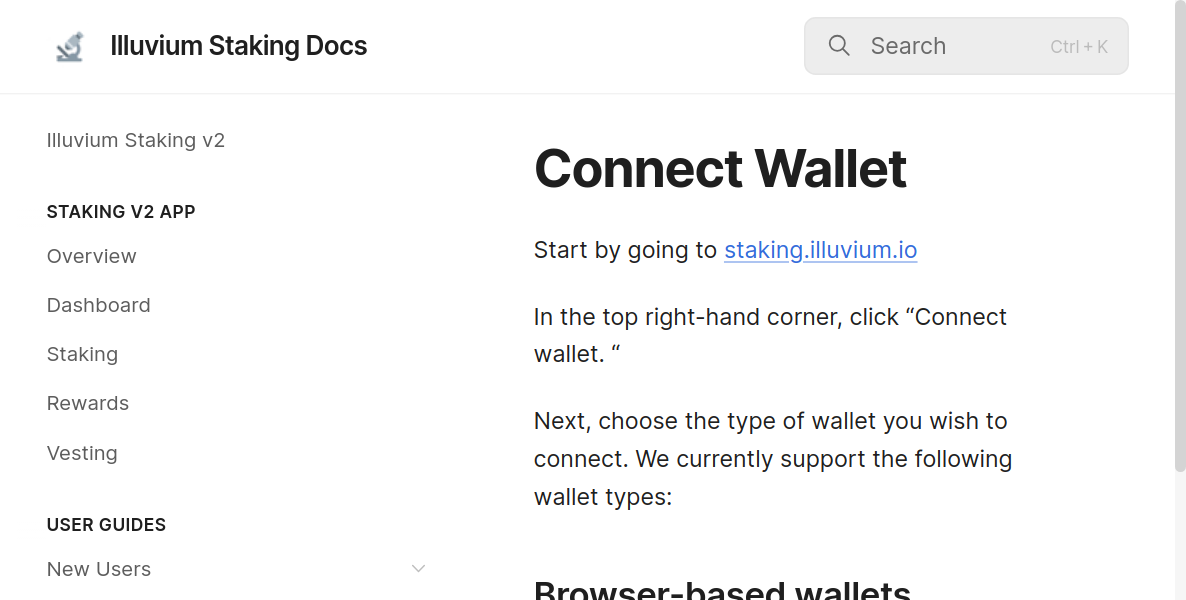 Illuvium Staking Docs
Search
Ctrl + K
Illuvium Staking v2
STAKING V2 APP
Overview
Dashboard
Staking
Rewards
Vesting
USER GUIDES
New Users
Connect Wallet
Start by going to staking.illuvium.io
In the top right-hand corner, click “Connect
wallet. “
Next, choose the type of wallet you wish to
connect. We currently support the following
wallet types:
Browser-based wallets